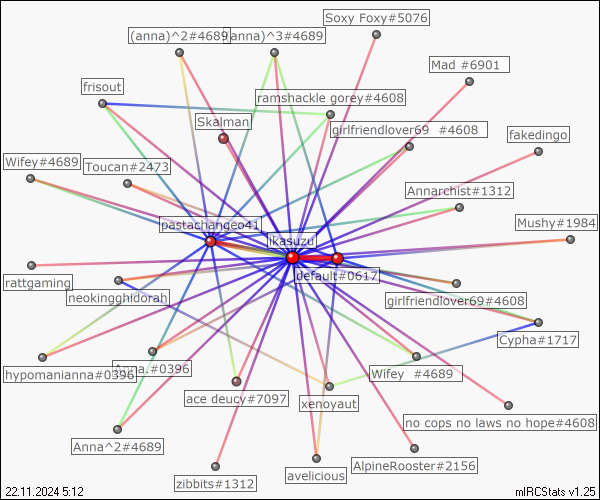 Soxy Foxy#5076
(anna)^2#4689
(anna)^3#4689
Mad #6901
frisout
ramshackle gorey#4608
Skalman
girlfriendlover69 #4608
fakedingo
Wifey#4689
Toucan#2473
Annarchist#1312
pastachangeo41
Mushy#1984
ikasuzu
rattgaming
default#0617
neokingghidorah
girlfriendlover69#4608
Cypha#1717
hypomanianna#0396
#0396
Wifey #4689
ace deucy#7097
xenoyaut
no cops no laws no hope#4608
Anna^2#4689
AlpineRooster#2156
zibbits#1312
avelicious
22.11.2024 5:12
mIRCStats v1.25